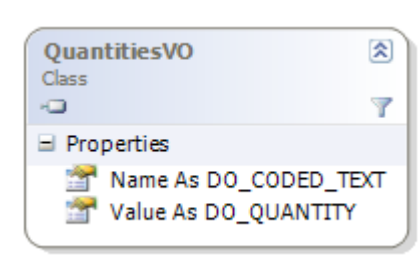 QuantitiesVO
Class
Properties
Name As DO_CODED_TEXT
Value As DO_QUANTITY